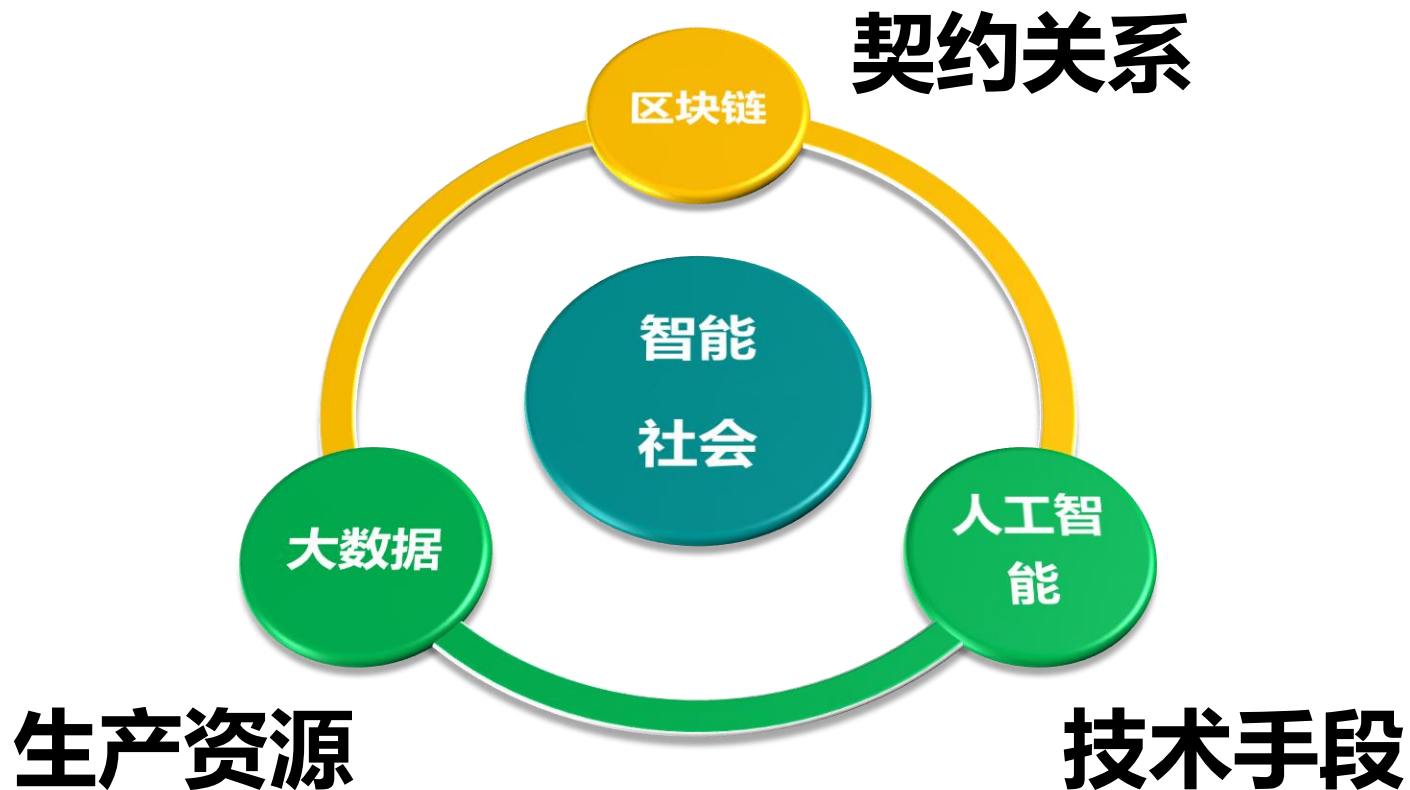 契约关系
区块链
智能
社会
大数据
人工智
能
生产资源
技术手段